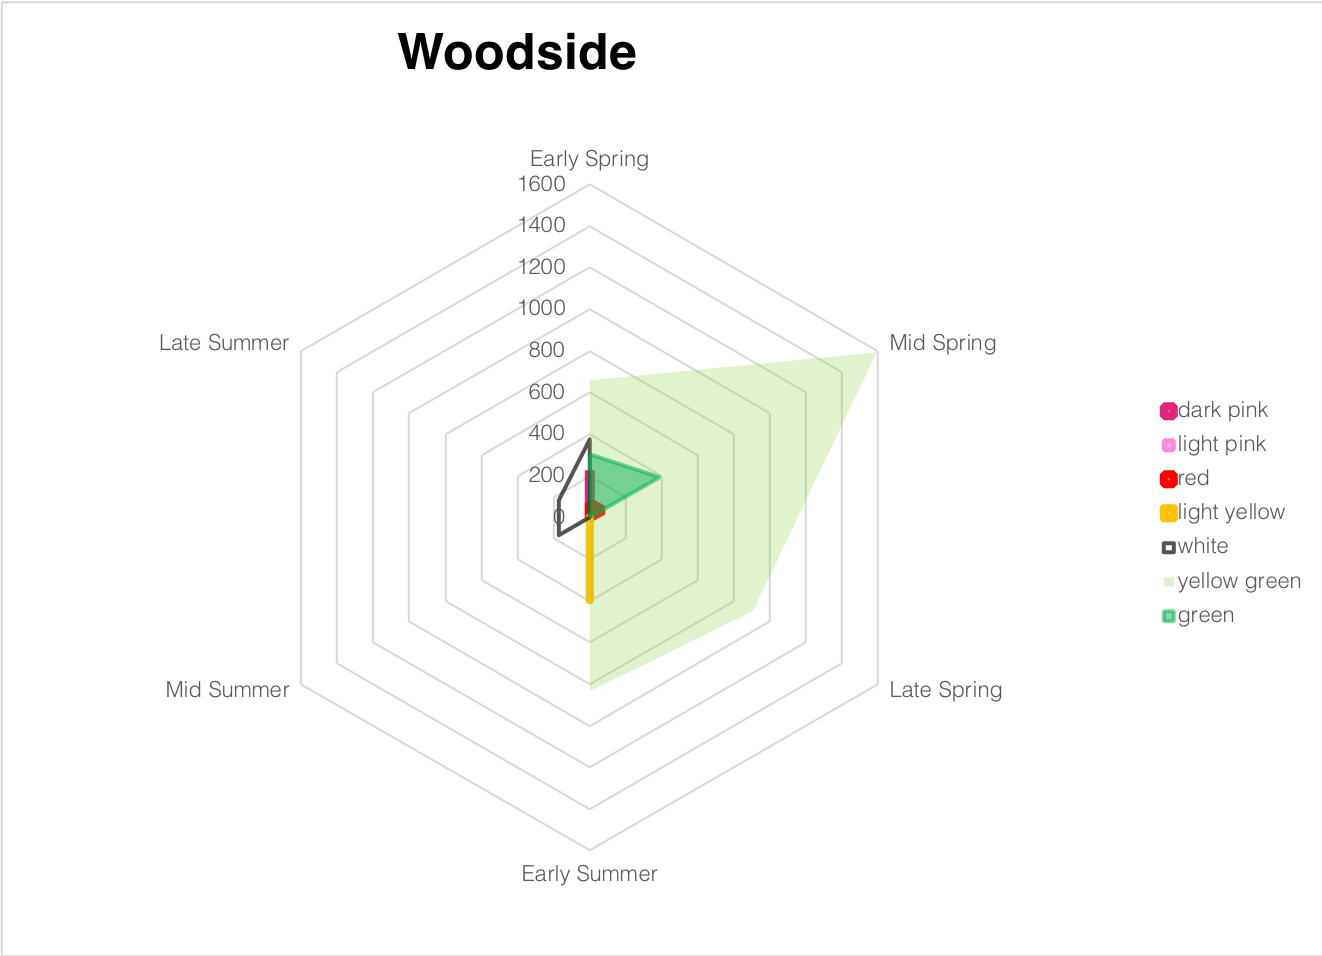 Woodside
Early Spring
1600
1400
1200
1000
800
600
400
200
0
Late Summer
Mid Spring
Mid Summer
Late Spring
Early Summer
dark pink
light pink
red
light yellow
white
yellow green
green